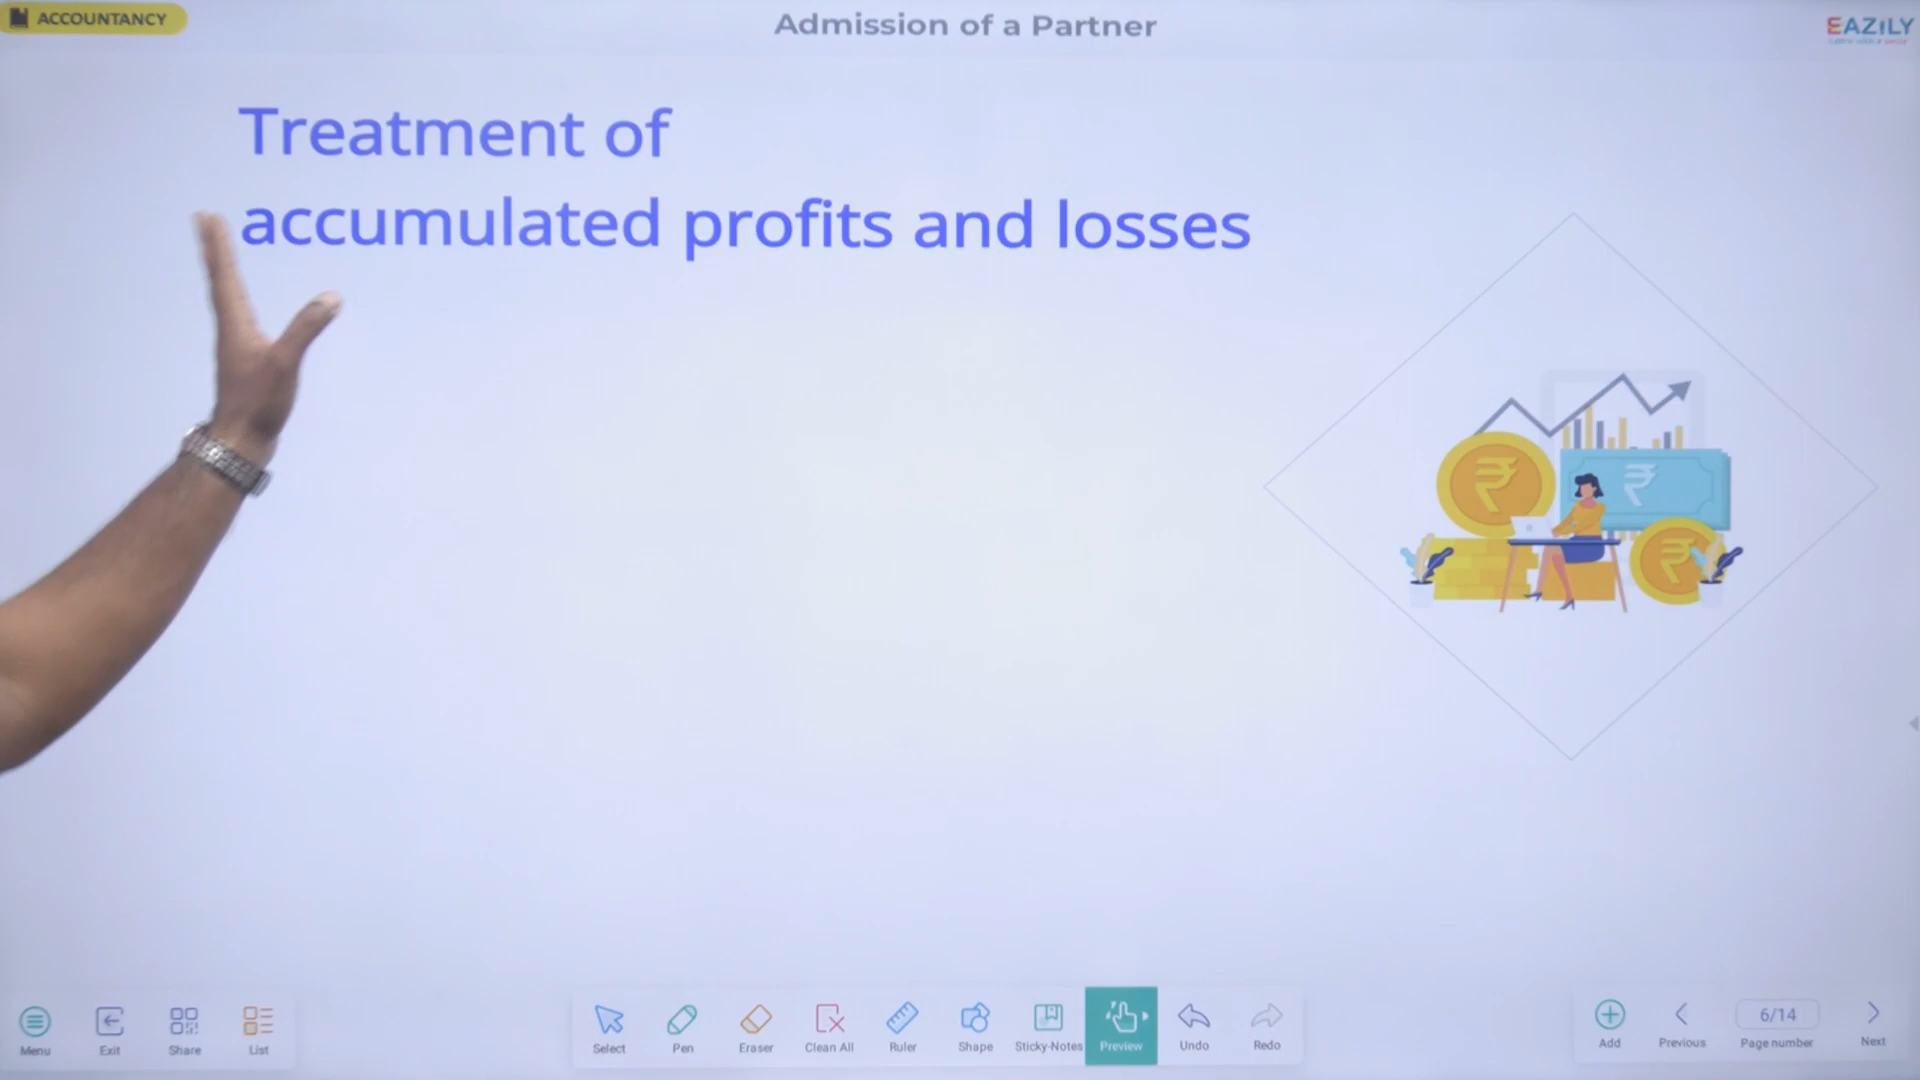 ACCOUNTANCY
Admission of a Partner
EAZILY
Treatment of
accumulated profits and losses
Menu
Exit
Share
List
Select
Pen
Eraser
Clean All
Ruler
Shape
Sticky-Notes
Preview
Undo
Redo
Add
Previous
6/14
Page number
Next